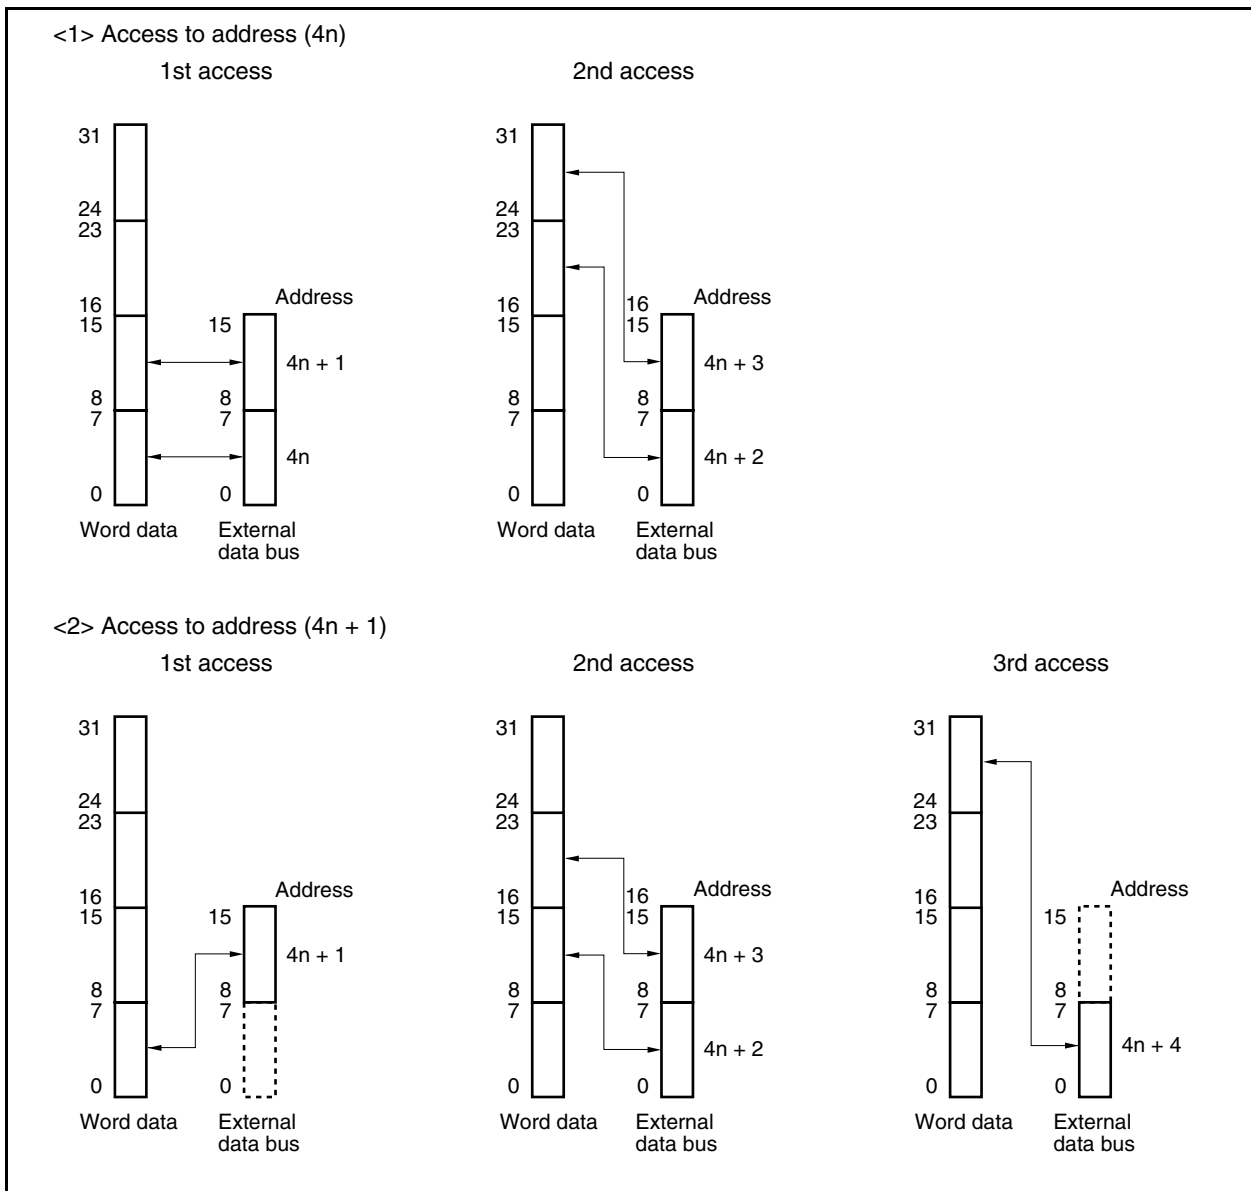 <1> Access to address (4n)
1st access
2nd access
31
24
23
16
15
8
7
0
Word data
15
8
7
0
External
data bus
Address
4n + 1
4n
31
24
23
16
15
8
7
0
Word data
16
15
8
7
0
External
data bus
Address
4n + 3
4n + 2
<2> Access to address (4n + 1)
1st access
2nd access
3rd access
31
24
23
16
15
8
7
0
Word data
15
8
7
0
External
data bus
Address
4n + 1
31
24
23
16
15
8
7
0
Word data
16
15
8
7
0
External
data bus
Address
4n + 3
4n + 2
31
24
23
16
15
8
7
0
Word data
15
8
7
0
External
data bus
Address
4n + 4